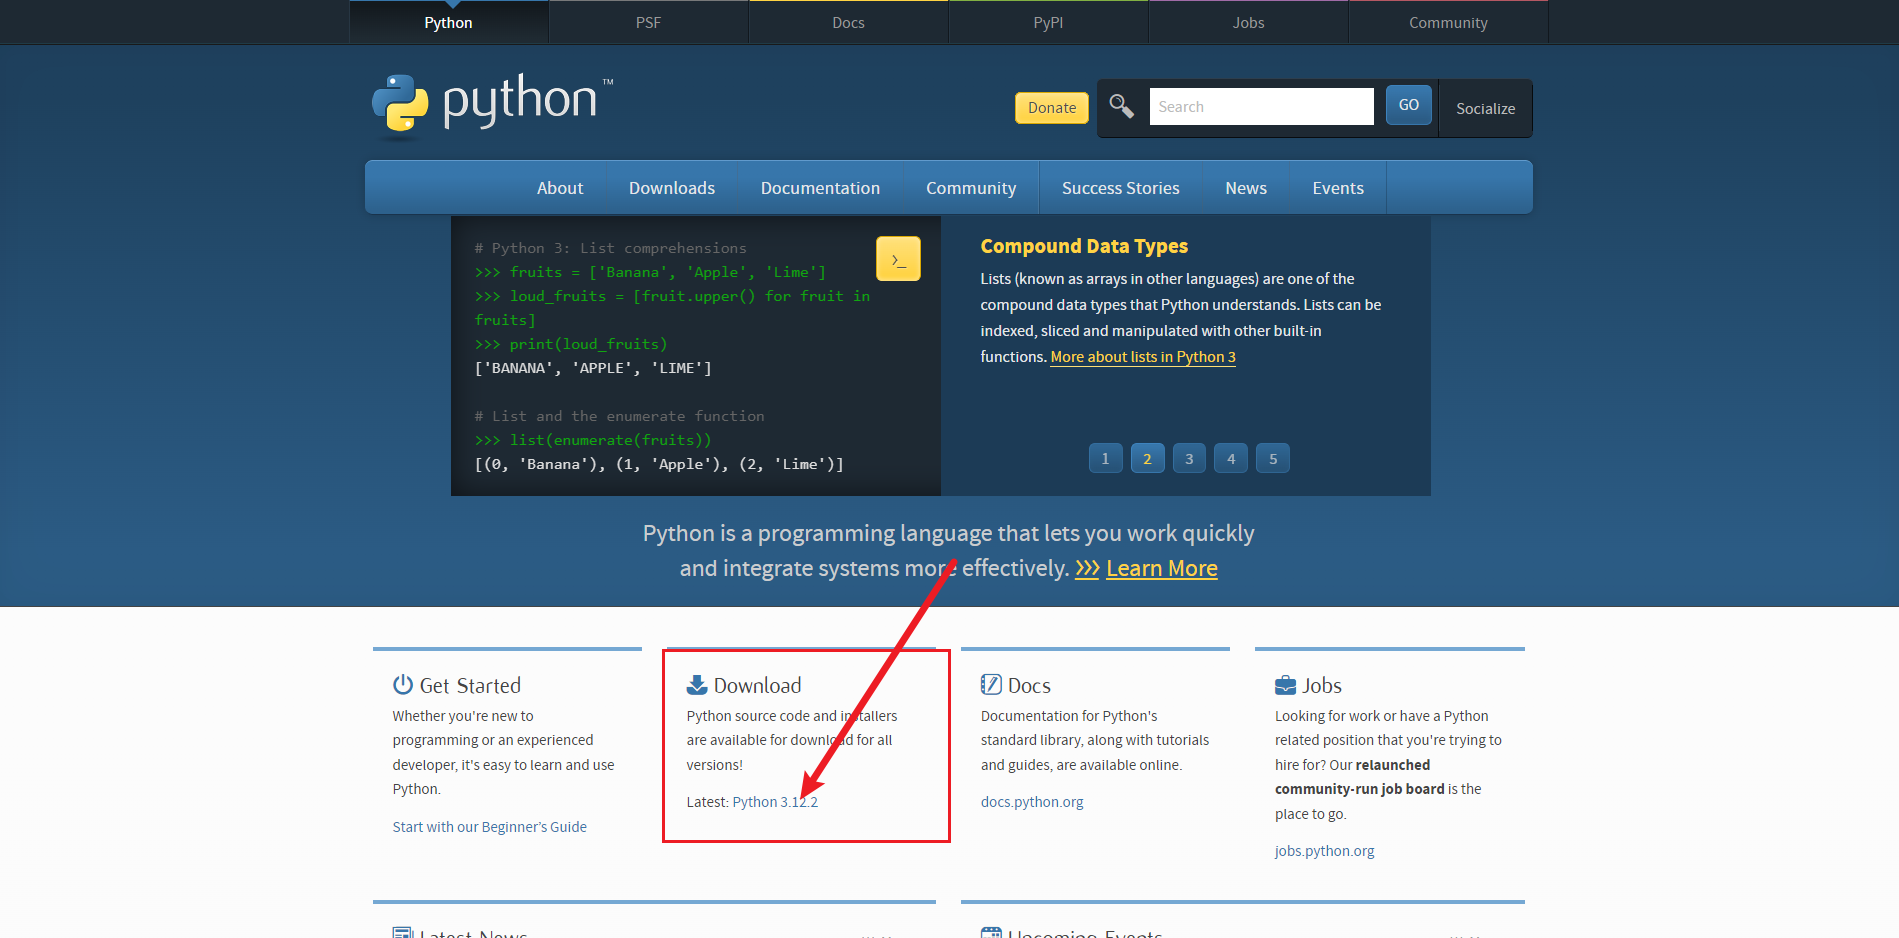 Python PSF Docs PyPI Jobs Community
python™
Donate Search GO Socialize
About Downloads Documentation Community Success Stories News Events
# Python 3: List comprehensions
>>> fruits = ['Banana', 'Apple', 'Lime']
>>> loud_fruits = [fruit.upper() for fruit in
fruits]
>>> print(loud_fruits)
['BANANA', 'APPLE', 'LIME']
# List and the enumerate function
>>> list(enumerate(fruits))
[(0, 'Banana'), (1, 'Apple'), (2, 'Lime')]
>_
Compound Data Types
Lists (known as arrays in other languages) are one of the
compound data types that Python understands. Lists can be
indexed, sliced and manipulated with other built-in
functions. More about lists in Python 3
1 2 3 4 5
Python is a programming language that lets you work quickly
and integrate systems more effectively. >>> Learn More
Get Started
Whether you're new to
programming or an experienced
developer, it's easy to learn and use
Python.
Start with our Beginner’s Guide
Download
Python source code and installers
are available for download for all
versions!
Latest: Python 3.12.2
Docs
Documentation for Python's
standard library, along with tutorials
and guides, are available online.
docs.python.org
Jobs
Looking for work or have a Python
related position that you're trying to
hire for? Our relaunched
community-run job board is the
place to go.
jobs.python.org
Latest News
Upcoming Events